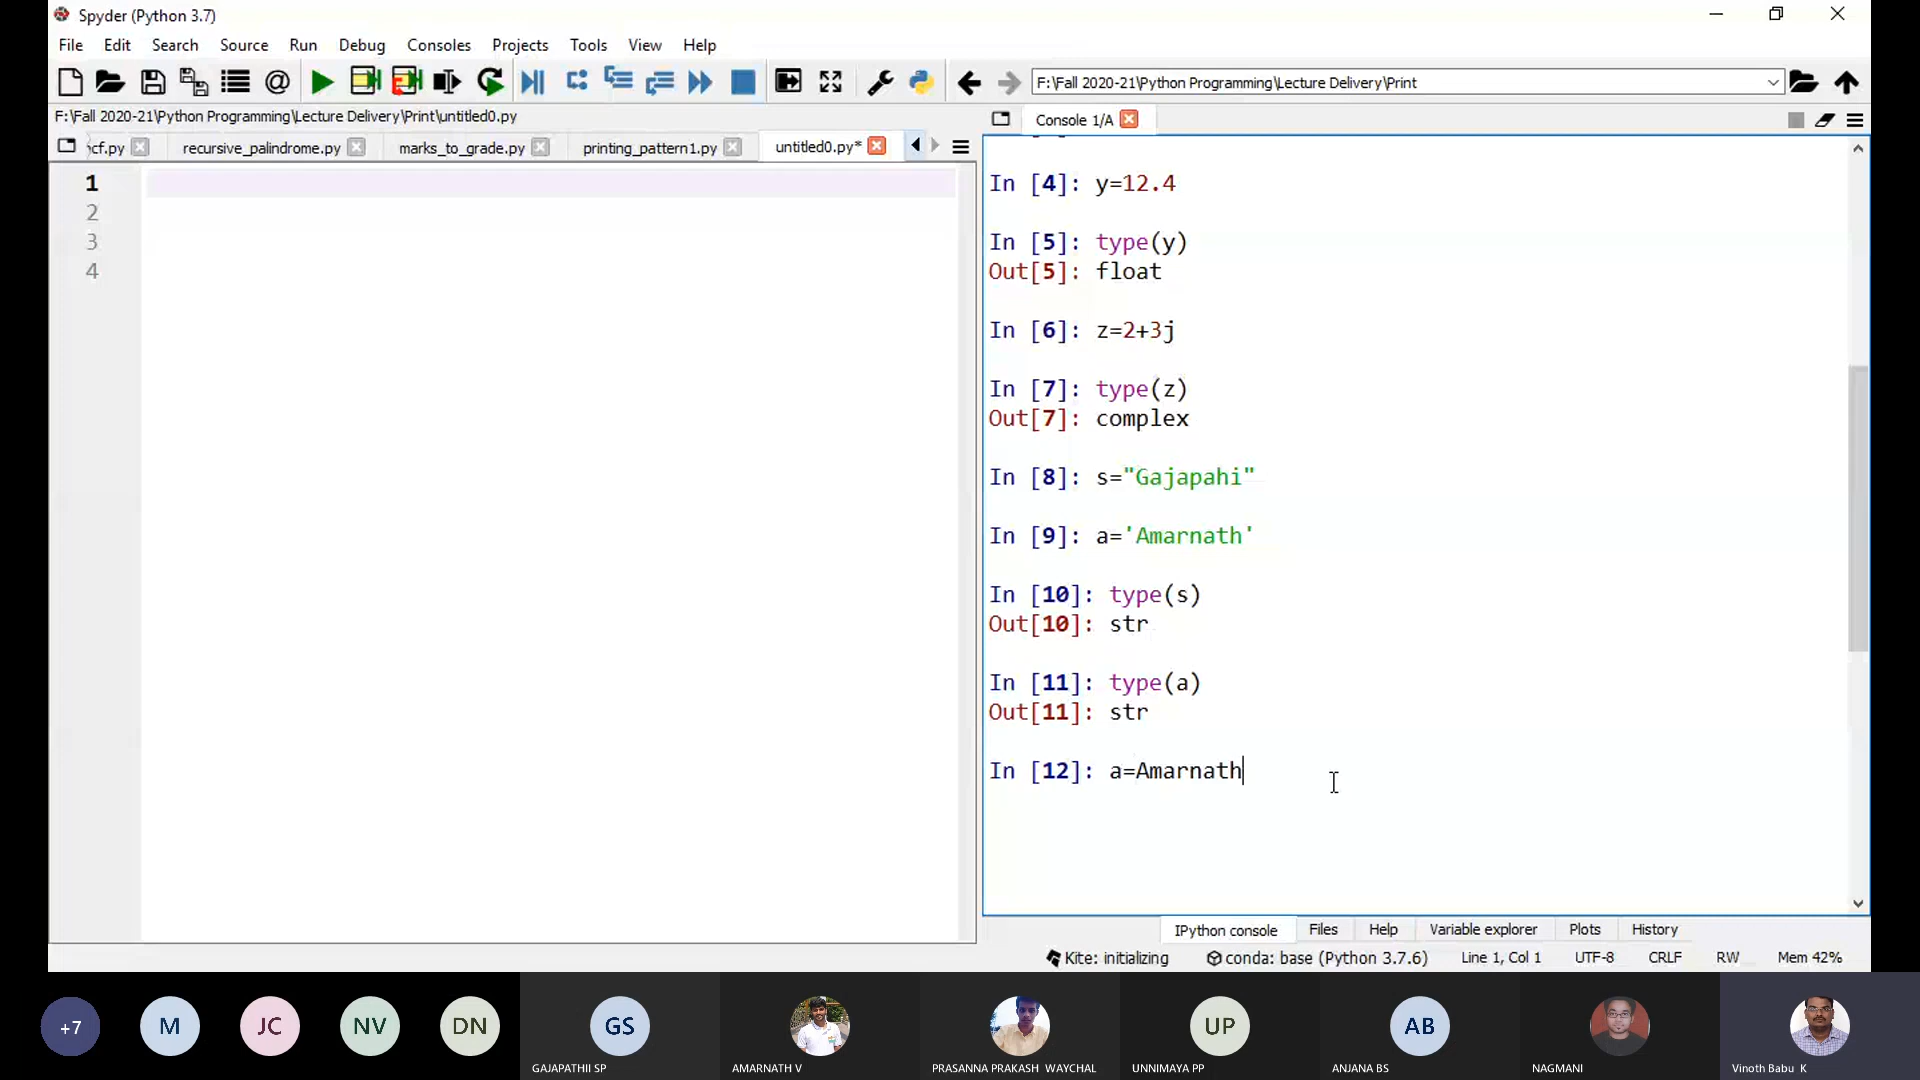 Spyder (Python 3.7)
File Edit Search Source Run Debug Consoles Projects Tools View Help
F:\Fall 2020-21\Python Programming\Lecture Delivery\Print
F:\Fall 2020-21\Python Programming\Lecture Delivery\Print\untitled0.py
Console 1/A
cf.py recursive_palindrome.py marks_to_grade.py printing_pattern1.py untitled0.py*
1
2
3
4
In [4]: y=12.4
In [5]: type(y)
Out[5]: float
In [6]: z=2+3j
In [7]: type(z)
Out[7]: complex
In [8]: s="Gajapahi"
In [9]: a='Amarnath'
In [10]: type(s)
Out[10]: str
In [11]: type(a)
Out[11]: str
In [12]: a=Amarnath
IPython console Files Help Variable explorer Plots History
Kite: initializing conda: base (Python 3.7.6) Line 1, Col 1 UTF-8 CRLF RW Mem 42%
+7 M JC NV DN GS UP AB
GAJAPATHII SP AMARNATH V PRASANNA PRAKASH WAYCHAL UNNIMAYA PP ANJANA BS NAGMANI Vinoth Babu K